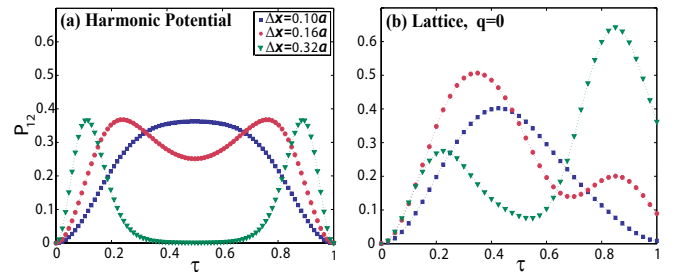 (a) Harmonic Potential
Δx=0.10a
Δx=0.16a
Δx=0.32a
P12
0.6
0.5
0.4
0.3
0.2
0.1
0
0 0.2 0.4 0.6 0.8 1
τ
(b) Lattice, q=0
0.6
0.5
0.4
0.3
0.2
0.1
0
0 0.2 0.4 0.6 0.8 1
τ